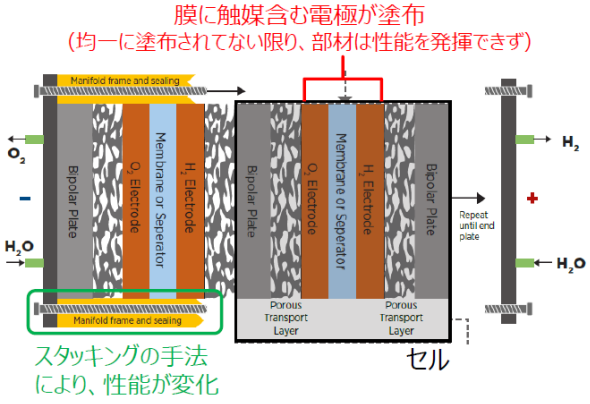 膜に触媒含む電極が塗布
（均一に塗布されてない限り、部材は性能を発揮できず）
Manifold frame and sealing
O2
−
H2O
Bipolar Plate
O2 Electrode
Membrane or Seperator
H2 Electrode
Bipolar Plate
O2 Electrode
Membrane or Seperator
H2 Electrode
Bipolar Plate
H2
+
Repeat
until end
plate
H2O
Manifold frame and sealing
Porous
Transport
Layer
Porous
Transport
Layer
スタッキングの手法
により、性能が変化
セル